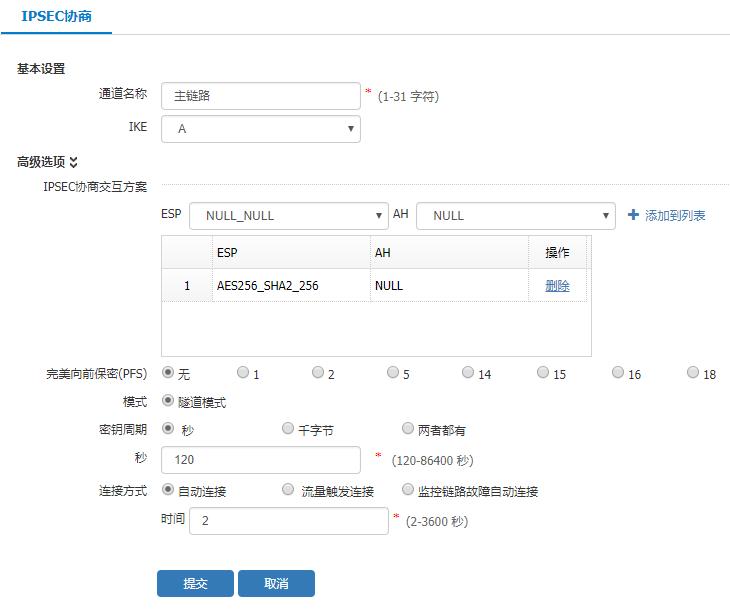 IPSEC协商
基本设置
通道名称 主链路 * (1-31 字符)
IKE A
高级选项
IPSEC协商交互方案
ESP NULL_NULL AH NULL 添加到列表
ESP AH 操作
1 AES256_SHA2_256 NULL 删除
完美向前保密(PFS) 无 1 2 5 14 15 16 18
模式 隧道模式
密钥周期 秒 千字节 两者都有
秒 120 * (120-86400 秒)
连接方式 自动连接 流量触发连接 监控链路故障自动连接
时间 2 * (2-3600 秒)
提交 取消